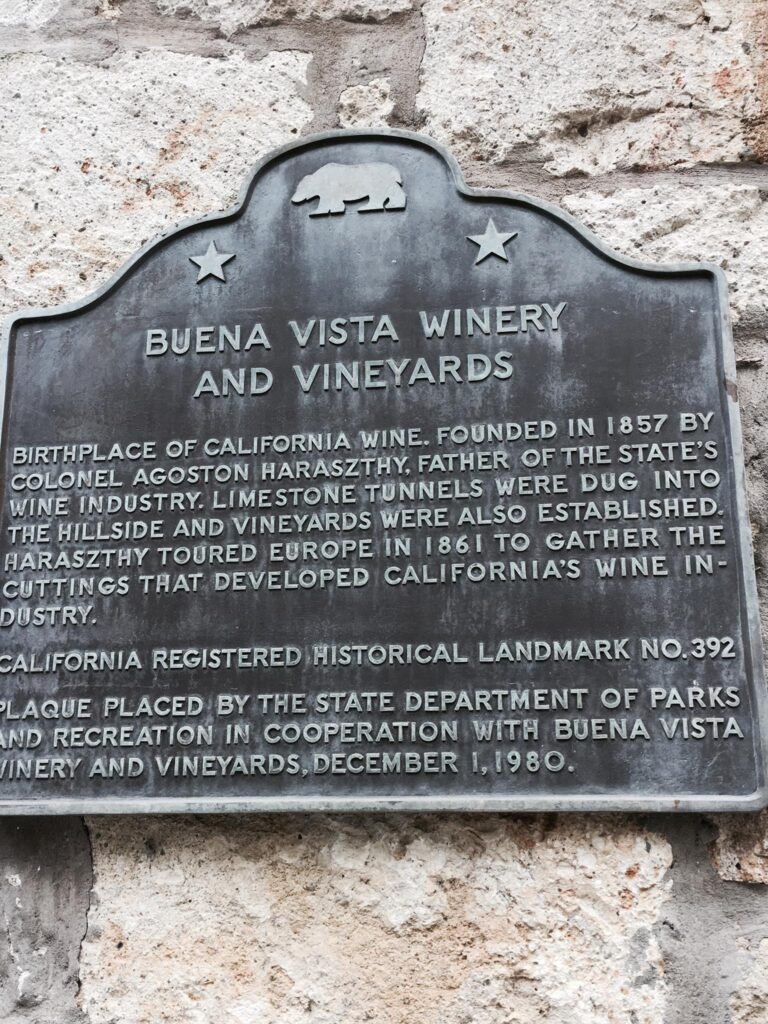 BUENA VISTA WINERY
AND VINEYARDS
BIRTHPLACE OF CALIFORNIA WINE. FOUNDED IN 1857 BY
COLONEL AGOSTON HARASZTHY, FATHER OF THE STATE'S
WINE INDUSTRY. LIMESTONE TUNNELS WERE DUG INTO
THE HILLSIDE AND VINEYARDS WERE ALSO ESTABLISHED.
HARASZTHY TOURED EUROPE IN 1861 TO GATHER THE
CUTTINGS THAT DEVELOPED CALIFORNIA'S WINE IN-
DUSTRY.
CALIFORNIA REGISTERED HISTORICAL LANDMARK NO. 392
PLAQUE PLACED BY THE STATE DEPARTMENT OF PARKS
AND RECREATION IN COOPERATION WITH BUENA VISTA
WINERY AND VINEYARDS, DECEMBER 1, 1980.